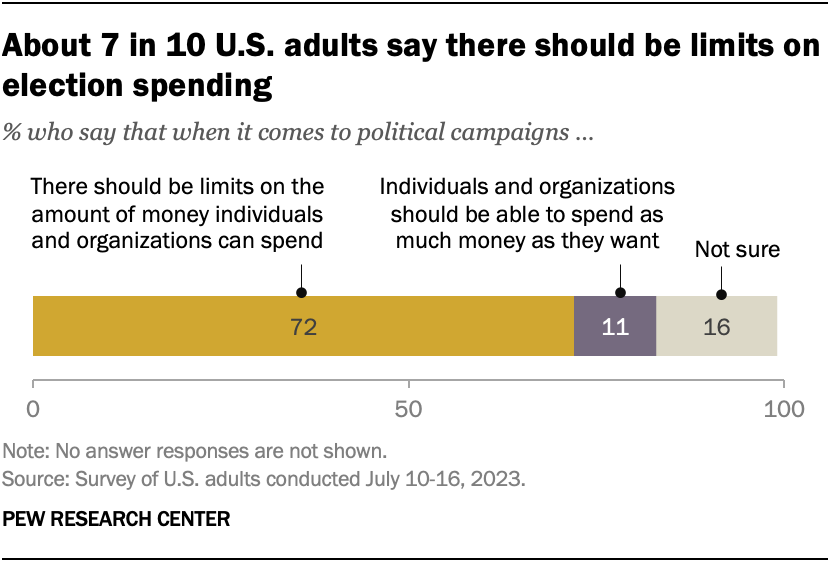 About 7 in 10 U.S. adults say there should be limits on
election spending
% who say that when it comes to political campaigns ...
There should be limits on the
amount of money individuals
and organizations can spend
Individuals and organizations
should be able to spend as
much money as they want
Not sure
72
11
16
0
50
100
Note: No answer responses are not shown.
Source: Survey of U.S. adults conducted July 10-16, 2023.
PEW RESEARCH CENTER